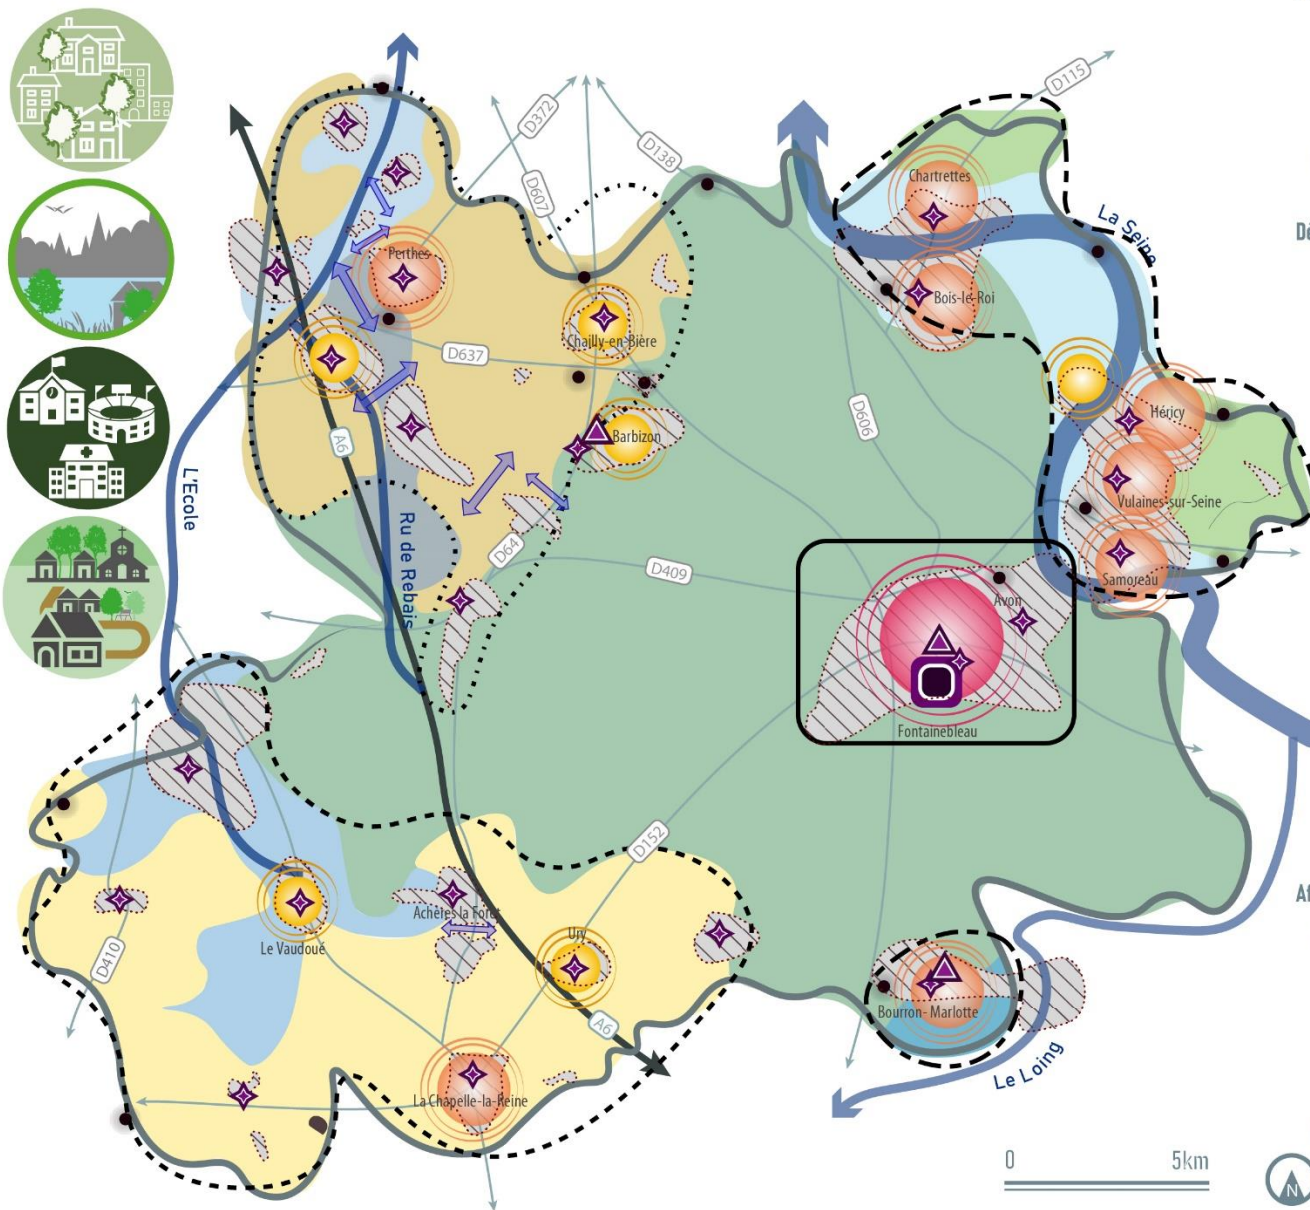 D115
D372
D138
D607
Chartrettes
La Seine
Dé
Perthes
Bois-le-Roi
Chailly-en-Bière
D637
D606
Héricy
A6
Barbizon
L'Ecole
Vulaines-sur-Seine
Ru de Rebais
D64
D409
Samoreau
Avon
Fontainebleau
D152
Af
Achères la Forêt
Ury
Le Vaudoué
D410
Bourron- Marlotte
A6
Le Loing
La Chapelle-la-Reine
0 5km
N